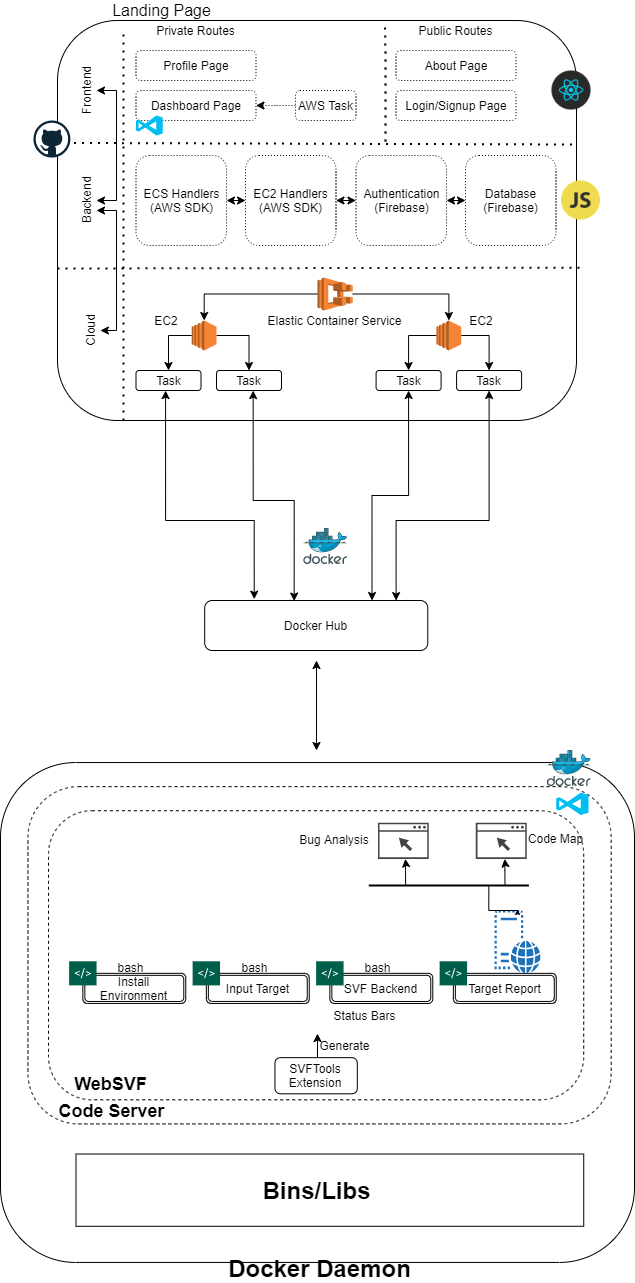 Landing Page
Private Routes
Public Routes
Frontend
Profile Page
About Page
Dashboard Page
AWS Task
Login/Signup Page
Backend
ECS Handlers
(AWS SDK)
EC2 Handlers
(AWS SDK)
Authentication
(Firebase)
Database
(Firebase)
JS
Cloud
EC2
Elastic Container Service
EC2
Task
Task
Task
Task
docker
Docker Hub
docker
Bug Analysis
Code Map
bash
</>
Install
Environment
bash
</>
Input Target
bash
</>
SVF Backend
</>
Target Report
Status Bars
Generate
SVFTools
Extension
WebSVF
Code Server
Bins/Libs
Docker Daemon